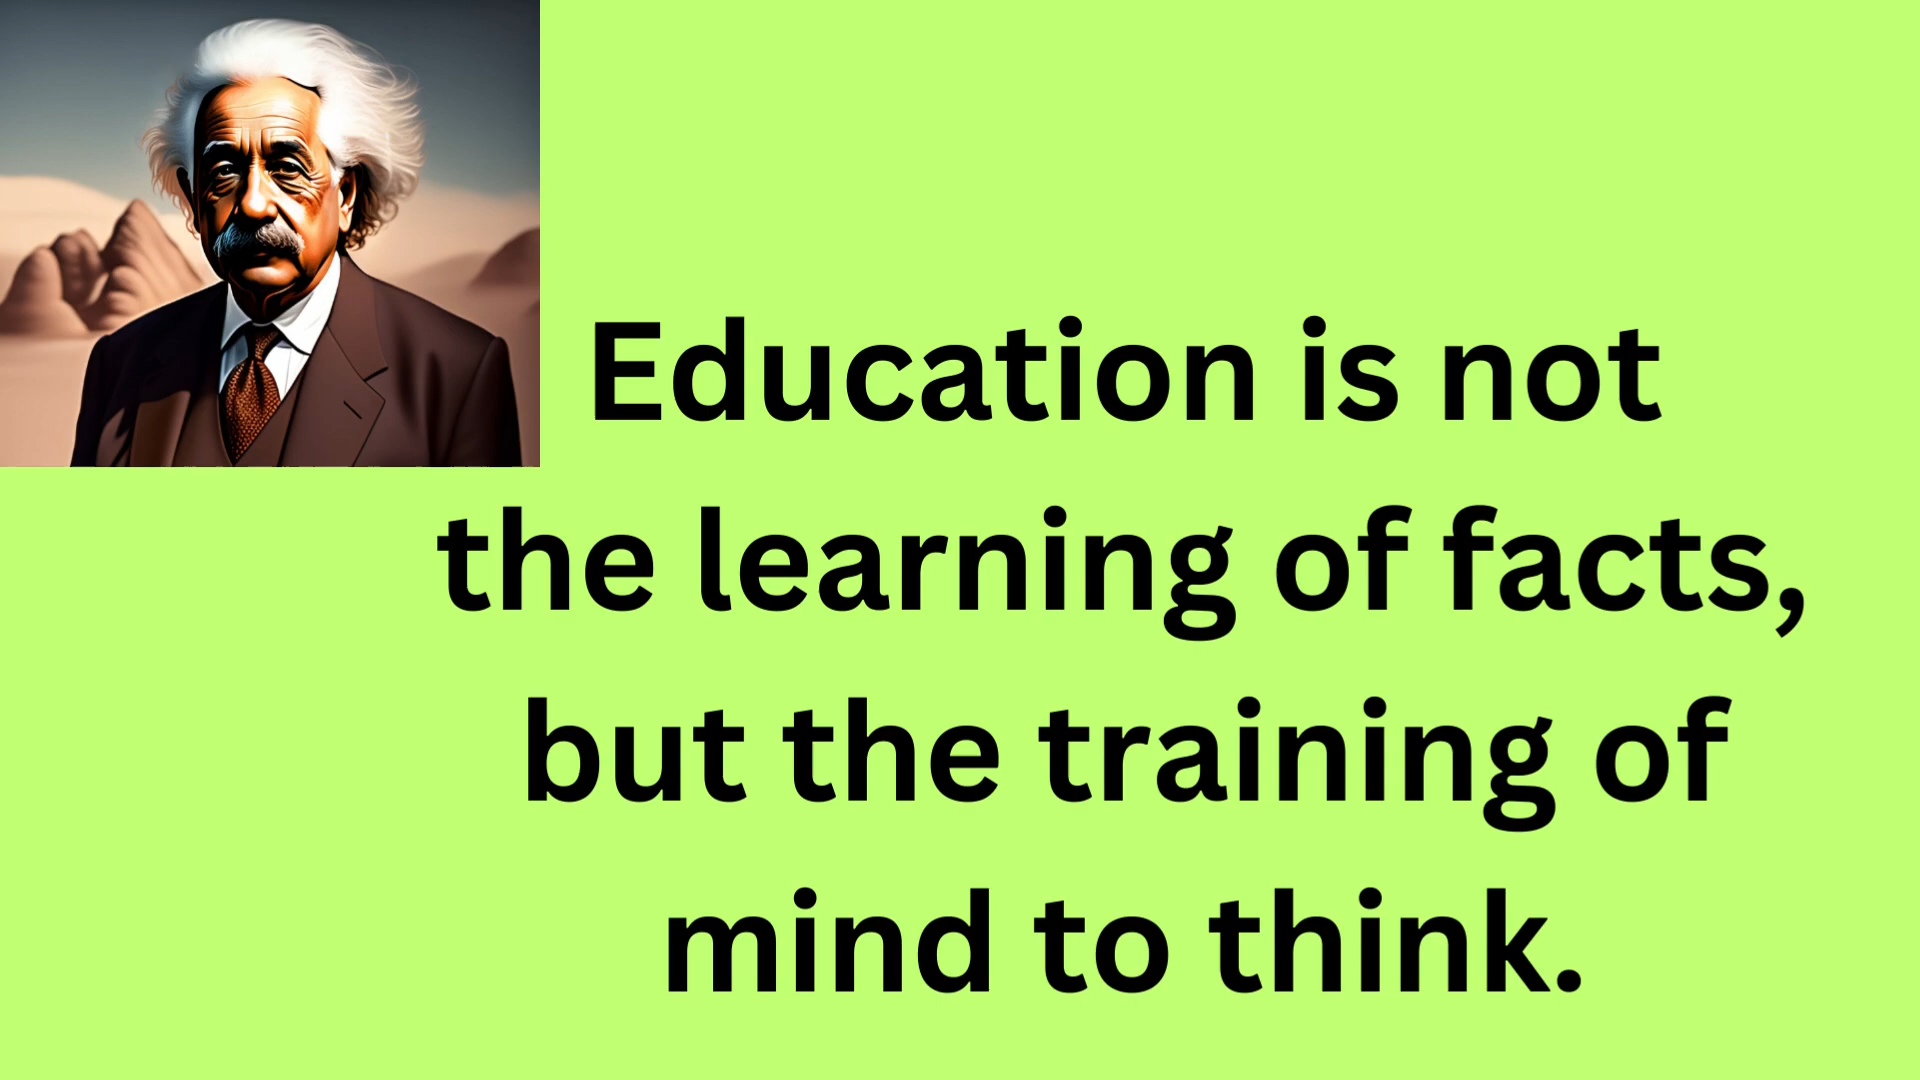 Education is not
the learning of facts,
but the training of
mind to think.